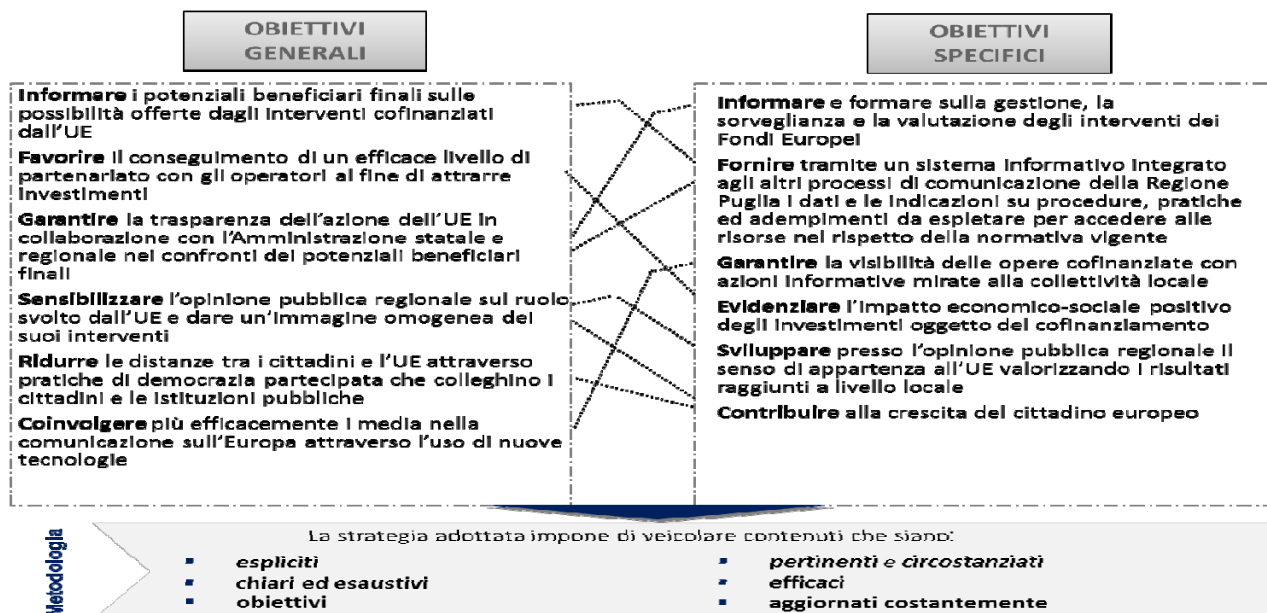 OBIETTIVI
GENERALI
Informare i potenziali beneficiari finali sulle
possibilità offerte dagli interventi cofinanziati
dall'UE
Favorire il conseguimento di un efficace livello di
partenariato con gli operatori al fine di attrarre
investimenti
Garantire la trasparenza dell'azione dell'UE in
collaborazione con l'Amministrazione statale e
regionale nei confronti dei potenziali beneficiari
finali
Sensibilizzare l'opinione pubblica regionale sul ruolo
svolto dall'UE e dare un'immagine omogenea dei
suoi interventi
Ridurre le distanze tra i cittadini e l'UE attraverso
pratiche di democrazia partecipata che colleghino i
cittadini e le istituzioni pubbliche
Coinvolgere più efficacemente i media nella
comunicazione sull'Europa attraverso l'uso di nuove
tecnologie
OBIETTIVI
SPECIFICI
Informare e formare sulla gestione, la
sorveglianza e la valutazione degli interventi dei
Fondi Europei
Fornire tramite un sistema informativo integrato
agli altri processi di comunicazione della Regione
Puglia i dati e le indicazioni su procedure, pratiche
ed adempimenti da espletare per accedere alle
risorse nel rispetto della normativa vigente
Garantire la visibilità delle opere cofinanziate con
azioni informative mirate alla collettività locale
Evidenziare l'impatto economico-sociale positivo
degli investimenti oggetto del cofinanziamento
Sviluppare presso l'opinione pubblica regionale il
senso di appartenza all'UE valorizzando i risultati
raggiunti a livello locale
Contribuire alla crescita del cittadino europeo
Metodologia
La strategia adottata impone di veicolare contenuti che siano:
▪ espliciti
▪ chiari ed esaustivi
▪ obiettivi
▪ pertinenti e circostanziati
▪ efficaci
▪ aggiornati costantemente